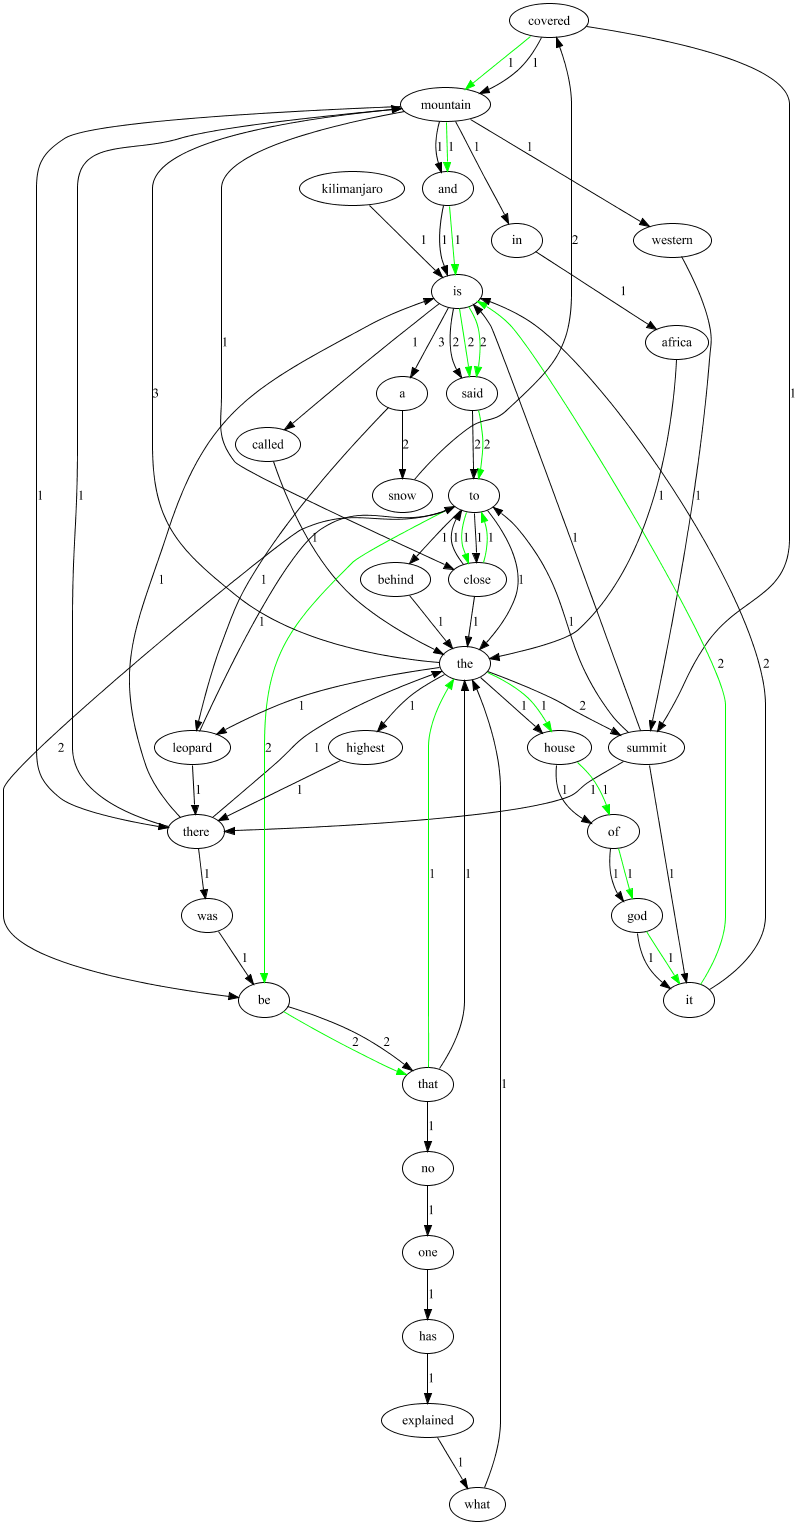 covered
1 1
mountain
1 1 1 1
kilimanjaro and in western
1 1 1 2
is
1
africa
1 3 2 2 2 1
a said
3 1
called 2 2 2
snow to
1 1 1 1 1 1
behind close
1 1 1 1 1 1
the
1 1 1 1 2 2 2
leopard highest house summit
2 2 1 1
1 1 1 1
there of
1 1 1 1 1 1
was god
1 1 1
be it
2 2
that
1 1
no
1
one
1
has
1
explained
1
what